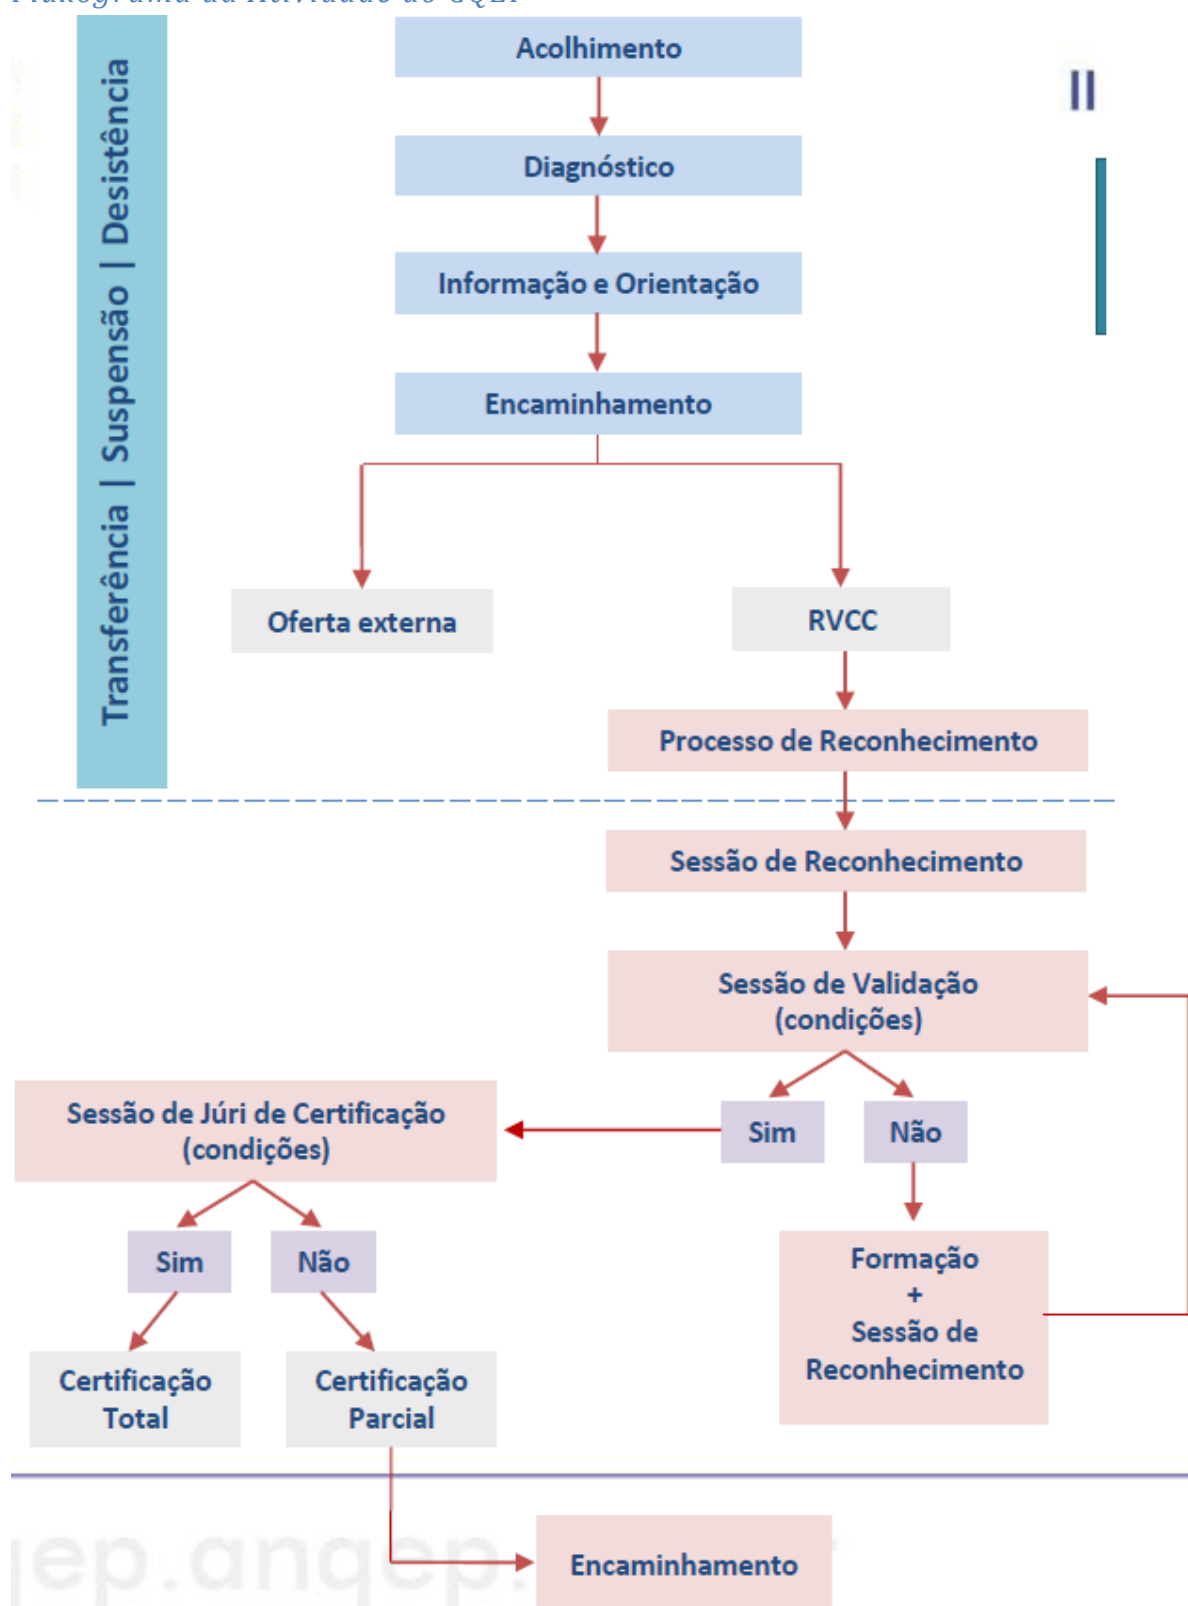 Acolhimento
II
Diagnóstico
Informação e Orientação
Encaminhamento
Transferência | Suspensão | Desistência
Oferta externa
RVCC
Processo de Reconhecimento
Sessão de Reconhecimento
Sessão de Validação
(condições)
Sim
Não
Sessão de Júri de Certificação
(condições)
Sim
Não
Formação
+
Sessão de
Reconhecimento
Certificação
Total
Certificação
Parcial
Encaminhamento